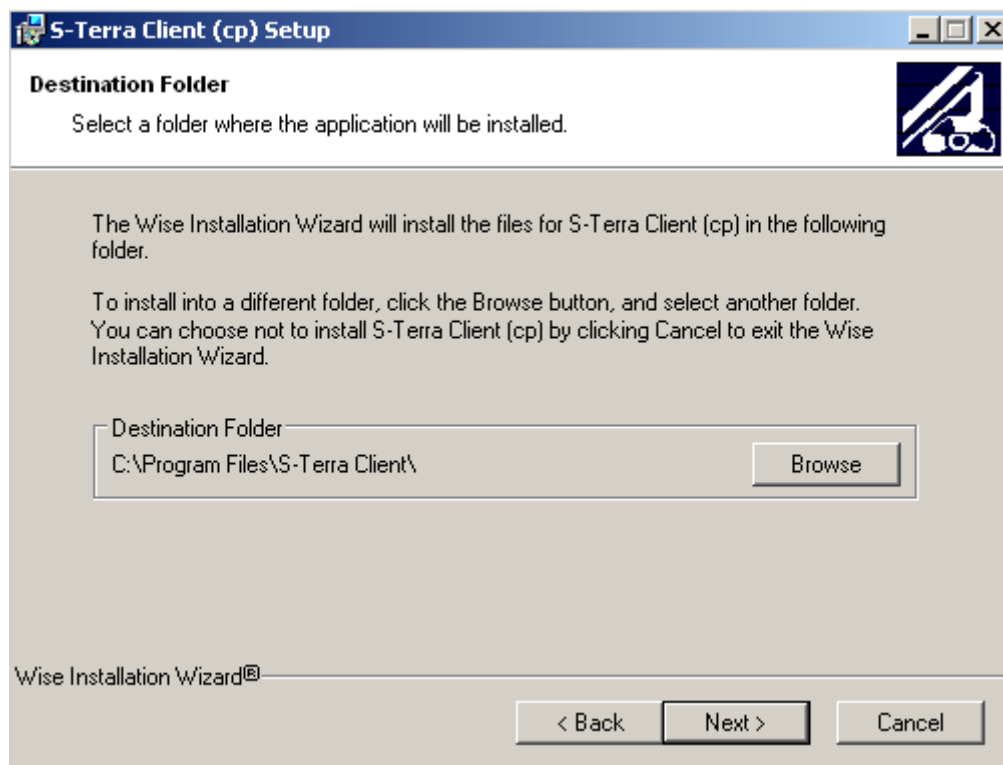 S-Terra Client (cp) Setup
Destination Folder
Select a folder where the application will be installed.
The Wise Installation Wizard will install the files for S-Terra Client (cp) in the following
folder.
To install into a different folder, click the Browse button, and select another folder.
You can choose not to install S-Terra Client (cp) by clicking Cancel to exit the Wise
Installation Wizard.
Destination Folder
C:\Program Files\S-Terra Client\
Browse
Wise Installation Wizard®
< Back
Next >
Cancel